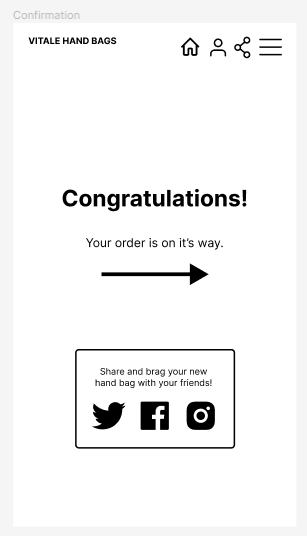 Confirmation
VITALE HAND BAGS
Congratulations!
Your order is on it's way.
Share and brag your new
hand bag with your friends!